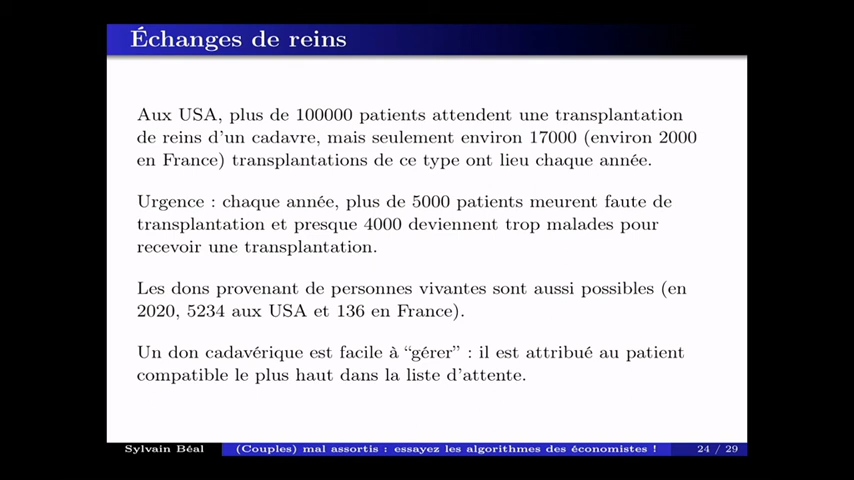 Échanges de reins
Aux USA, plus de 100000 patients attendent une transplantation
de reins d'un cadavre, mais seulement environ 17000 (environ 2000
en France) transplantations de ce type ont lieu chaque année.
Urgence : chaque année, plus de 5000 patients meurent faute de
transplantation et presque 4000 deviennent trop malades pour
recevoir une transplantation.
Les dons provenant de personnes vivantes sont aussi possibles (en
2020, 5234 aux USA et 136 en France).
Un don cadavérique est facile à “gérer” : il est attribué au patient
compatible le plus haut dans la liste d'attente.
Sylvain Béal (Couples) mal assortis : essayez les algorithmes des économistes ! 24 / 29